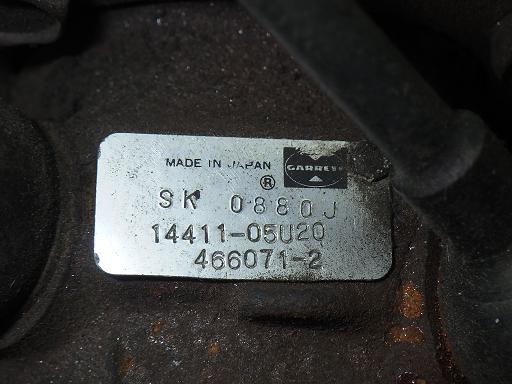 MADE IN JAPAN
GARRETT
®
SK 0880J
14411-05U20
466071-2